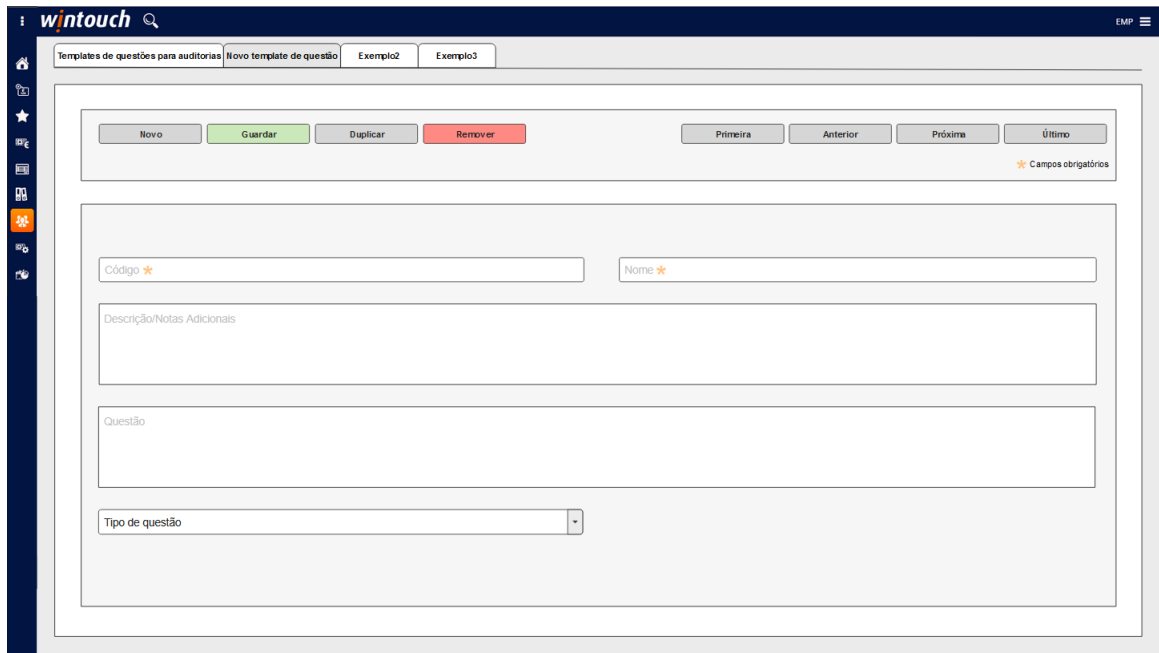 wintouch
EMP
Templates de questões para auditorias Novo template de questão Exemplo2 Exemplo3
Novo Guardar Duplicar Remover Primeira Anterior Próxima Último
* Campos obrigatórios
Código * Nome *
Descrição/Notas Adicionais
Questão
Tipo de questão